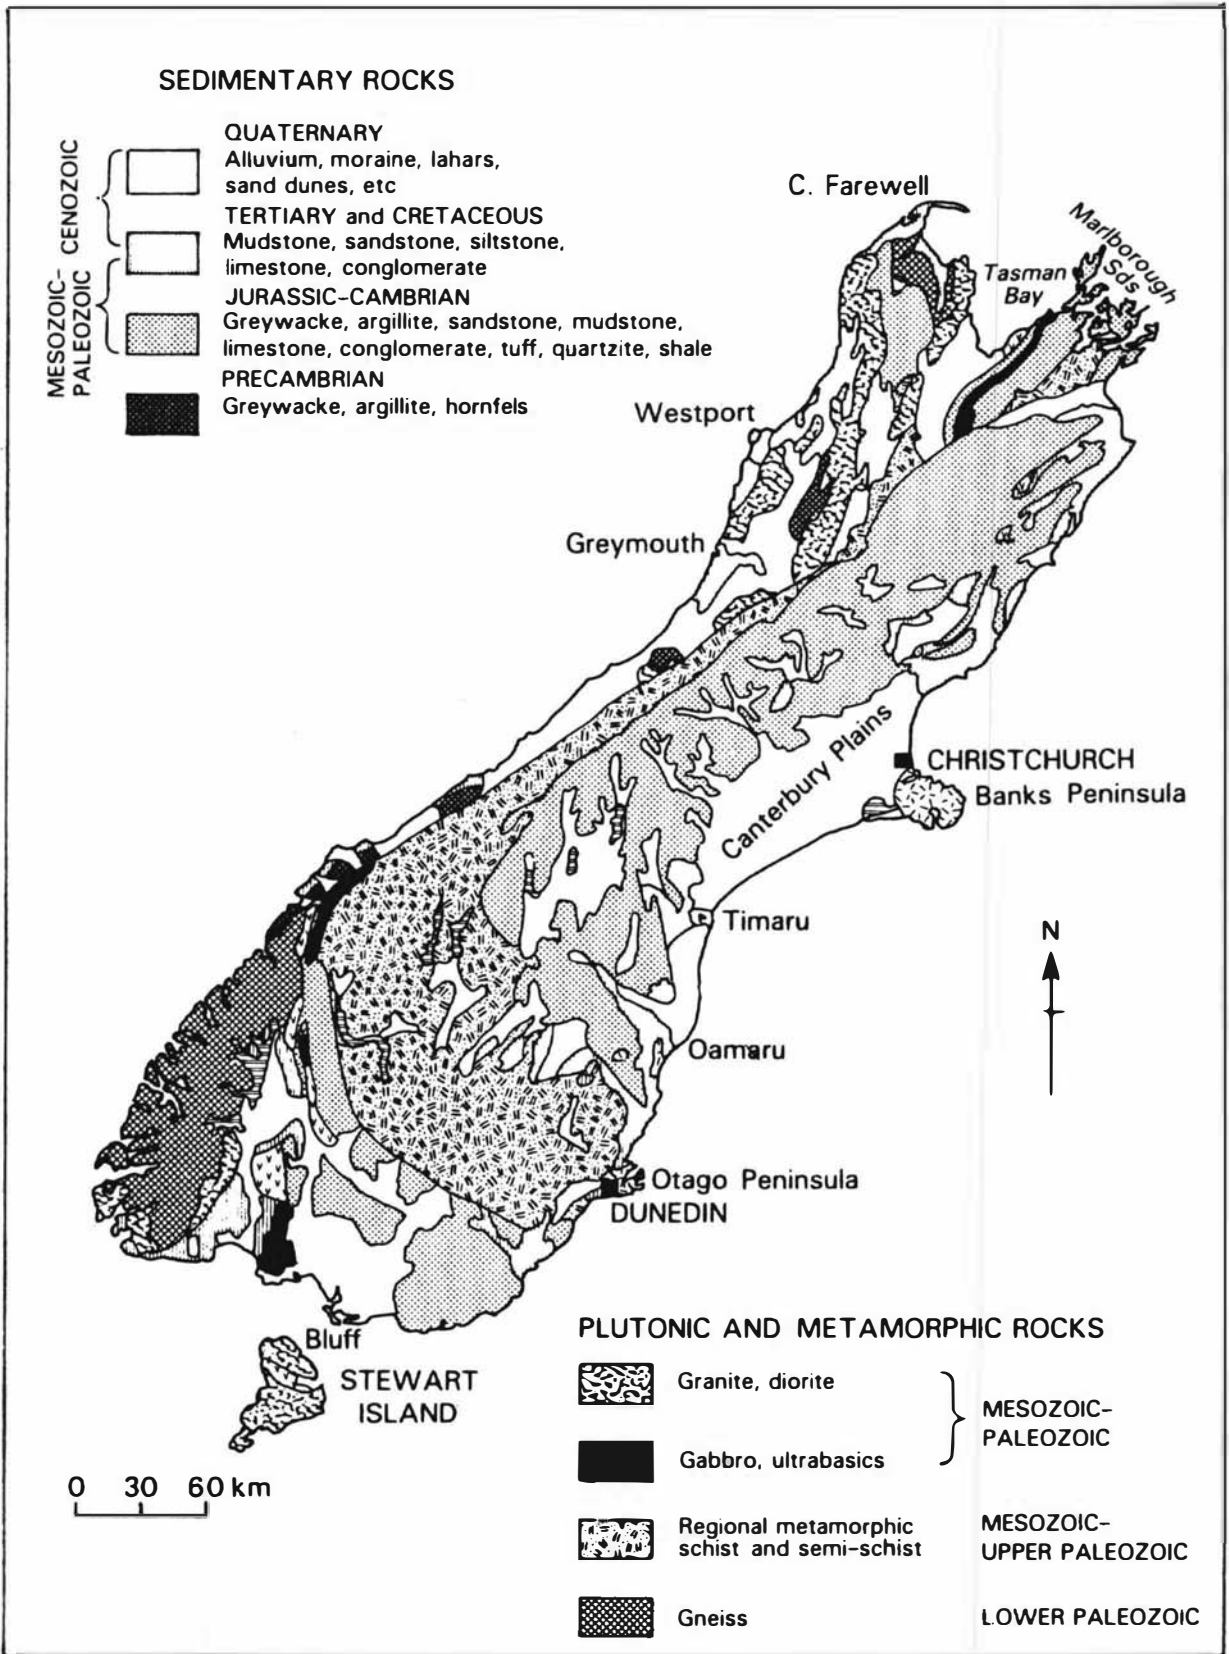 SEDIMENTARY ROCKS
MESOZOIC-
PALEOZOIC
CENOZOIC
QUATERNARY
Alluvium, moraine, lahars,
sand dunes, etc
TERTIARY and CRETACEOUS
Mudstone, sandstone, siltstone,
limestone, conglomerate
JURASSIC-CAMBRIAN
Greywacke, argillite, sandstone, mudstone,
limestone, conglomerate, tuff, quartzite, shale
PRECAMBRIAN
Greywacke, argillite, hornfels
C. Farewell
Marlborough
Sds
Tasman
Bay
Westport
Greymouth
Canterbury Plains
CHRISTCHURCH
Banks Peninsula
Timaru
N
Oamaru
Otago Peninsula
DUNEDIN
Bluff
STEWART
ISLAND
0 30 60 km
PLUTONIC AND METAMORPHIC ROCKS
Granite, diorite
Gabbro, ultrabasics
MESOZOIC-
PALEOZOIC
Regional metamorphic
schist and semi-schist
MESOZOIC-
UPPER PALEOZOIC
Gneiss
LOWER PALEOZOIC